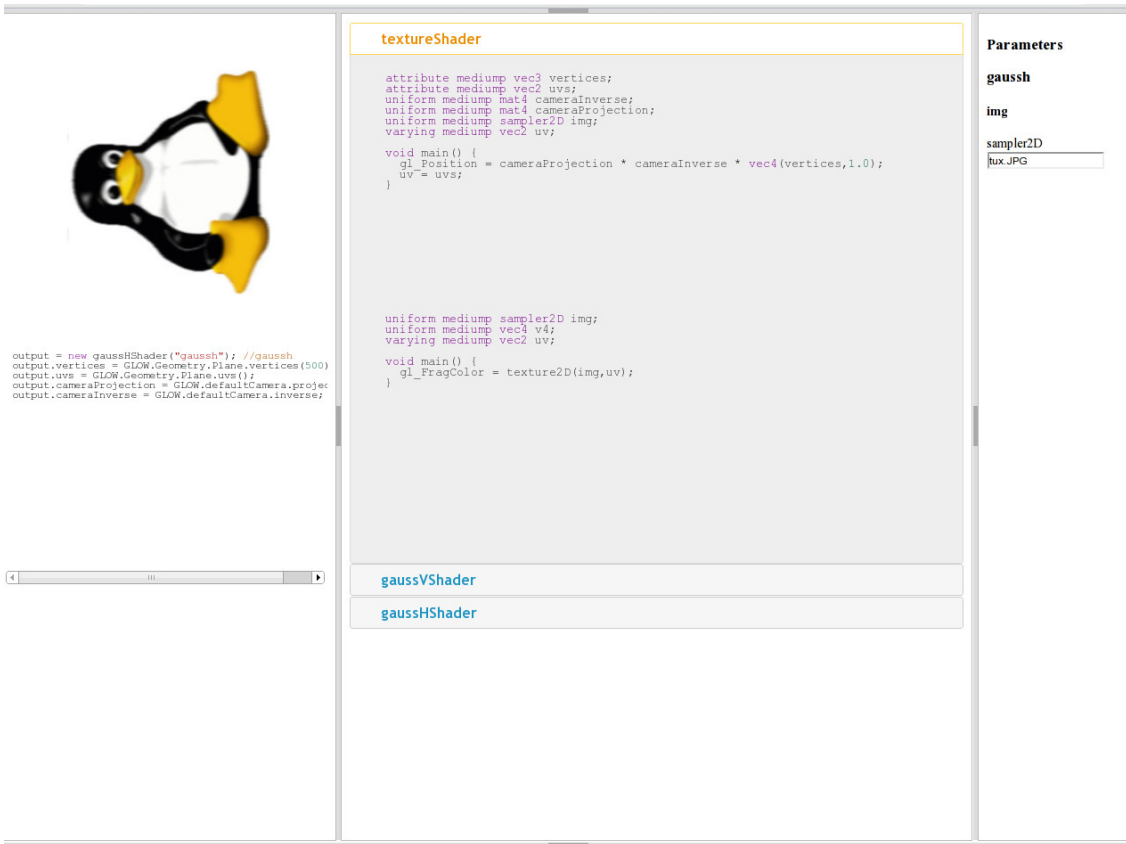 output = new gaussHShader("gaussh"); //gaussh
output.vertices = GLOW.Geometry.Plane.vertices(500)
output.uvs = GLOW.Geometry.Plane.uvs();
output.cameraProjection = GLOW.defaultCamera.projec
output.cameraInverse = GLOW.defaultCamera.inverse;
textureShader
attribute mediump vec3 vertices;
attribute mediump vec2 uvs;
uniform mediump mat4 cameraInverse;
uniform mediump mat4 cameraProjection;
uniform mediump sampler2D img;
varying mediump vec2 uv;
void main() {
gl_Position = cameraProjection * cameraInverse * vec4(vertices,1.0);
uv = uvs;
}
uniform mediump sampler2D img;
uniform mediump vec4 v4;
varying mediump vec2 uv;
void main() {
gl_FragColor = texture2D(img,uv);
}
gaussVShader
gaussHShader
Parameters
gaussh
img
sampler2D
tux.JPG